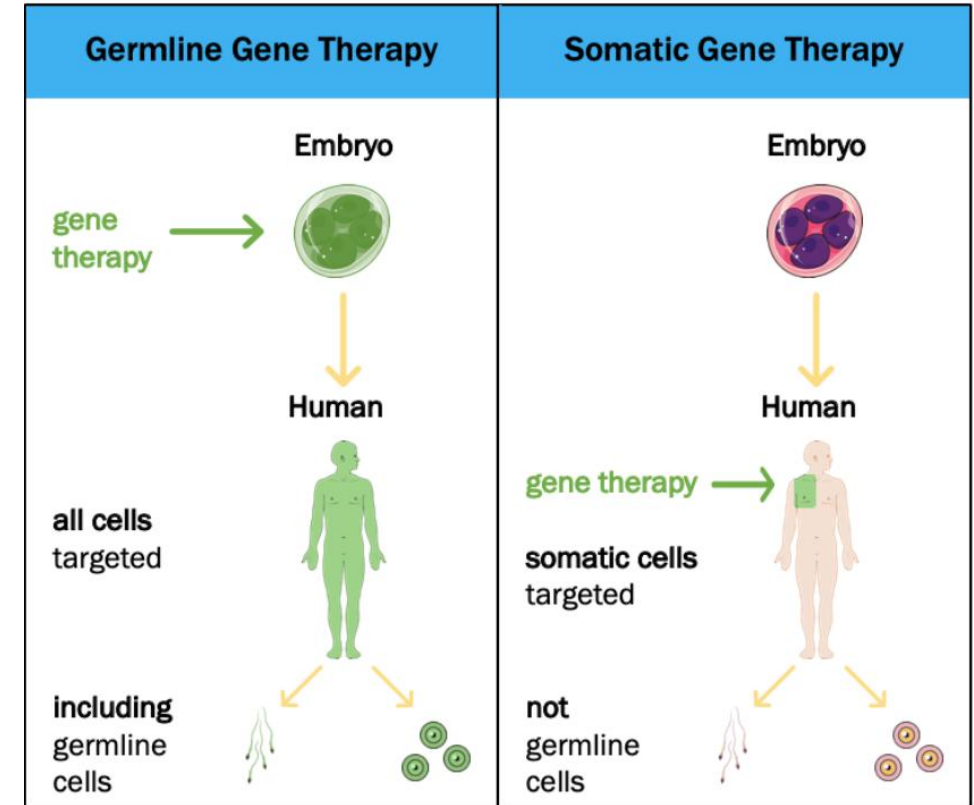 Germline Gene Therapy
Embryo
gene
therapy
Human
all cells
targeted
including
germline
cells
Somatic Gene Therapy
Embryo
Human
gene therapy
somatic cells
targeted
not
germline
cells